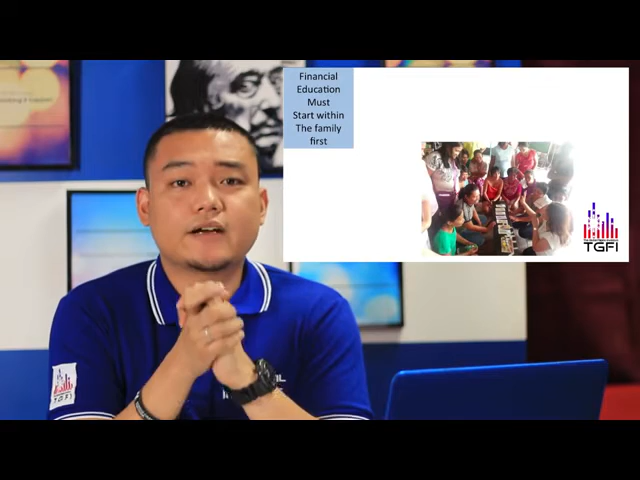 Financial
Education
Must
Start within
The family
first
TGFI
TGFI